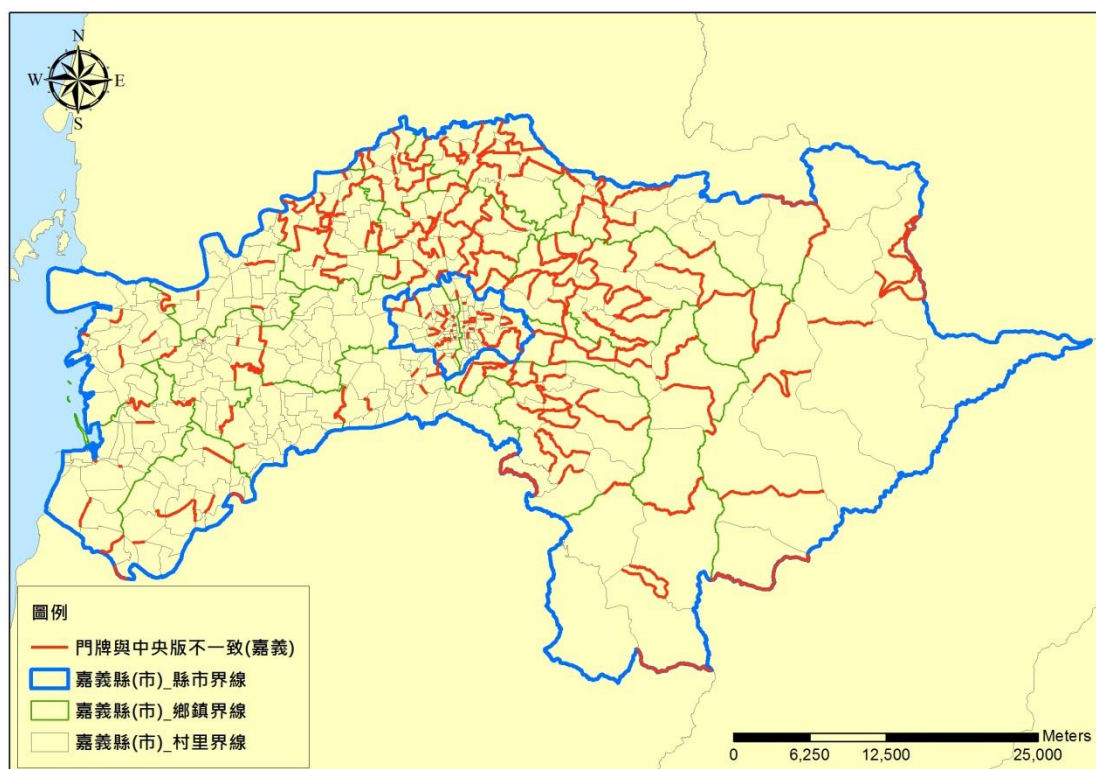 N
W
E
S
圖例
門牌與中央版不一致(嘉義)
嘉義縣(市)_縣市界線
嘉義縣(市)_鄉鎮界線
嘉義縣(市)_村里界線
Meters
0 6,250 12,500 25,000